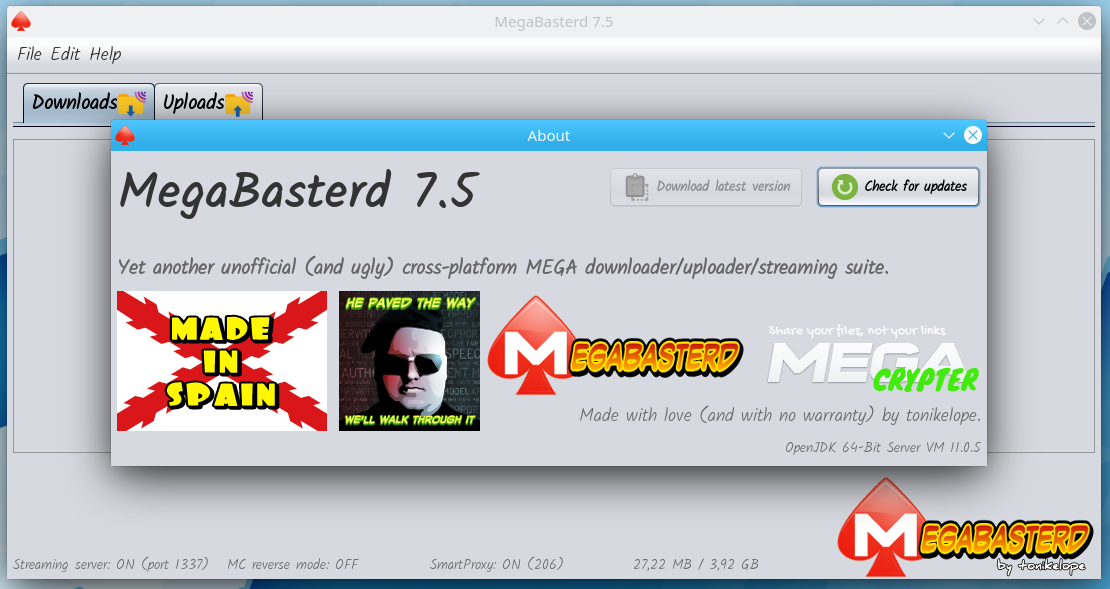 MegaBasterd 7.5
File Edit Help
Downloads Uploads
About
MegaBasterd 7.5
Download latest version
Check for updates
Yet another unofficial (and ugly) cross-platform MEGA downloader/uploader/streaming suite.
MADE
IN
SPAIN
HE PAVED THE WAY
WE'LL WALK THROUGH IT
M MEGABASTERD
Share your files, not your links
MEGA
CRYPTER
Made with love (and with no warranty) by tonikelope.
OpenJDK 64-Bit Server VM 11.0.5
M MEGABASTERD
by tonikelope
Streaming server: ON (port 1337) MC reverse mode: OFF SmartProxy: ON (206) 27,22 MB / 3,92 GB